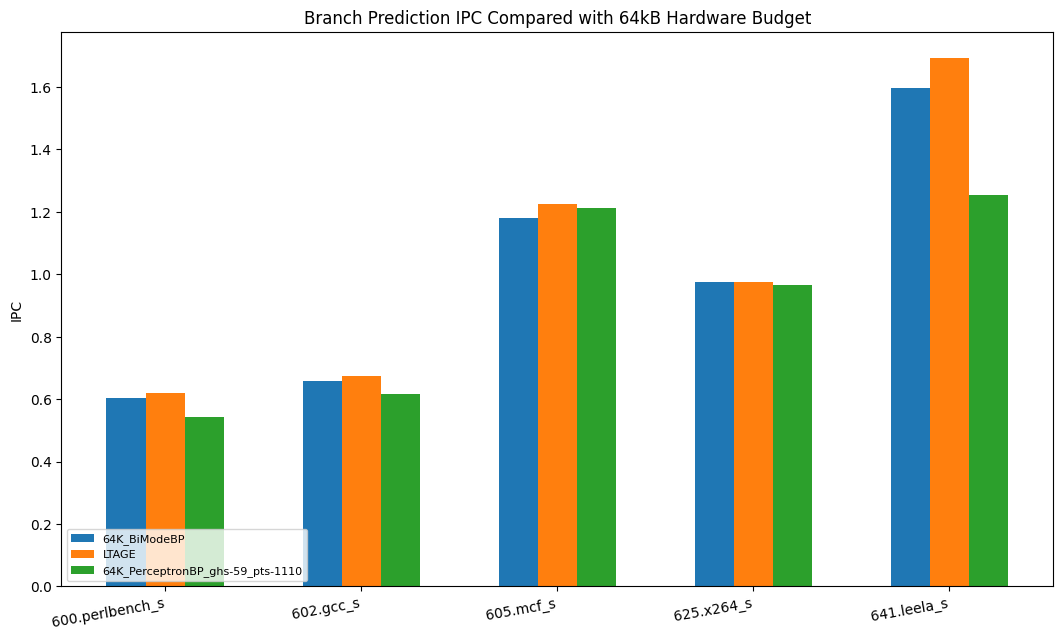 Branch Prediction IPC Compared with 64kB Hardware Budget
IPC
1.6
1.4
1.2
1.0
0.8
0.6
0.4
0.2
0.0
64K_BiModeBP
LTAGE
64K_PerceptronBP_ghs-59_pts-1110
600.perlbench_s
602.gcc_s
605.mcf_s
625.x264_s
641.leela_s